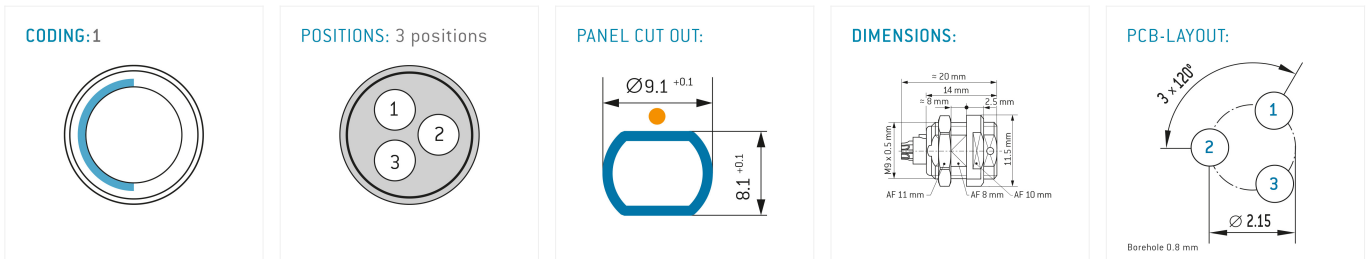 CODING:1
1
2
3
POSITIONS: 3 positions
PANEL CUT OUT:
Ø9.1 +0.1
8.1 +0.1
DIMENSIONS:
≈ 20 mm
14 mm
≈ 8 mm
2.5 mm
M9 x 0.5 mm
11.5 mm
AF 11 mm
AF 8 mm
AF 10 mm
PCB-LAYOUT:
3 x 120°
1
2
3
Ø 2.15
Borehole 0.8 mm